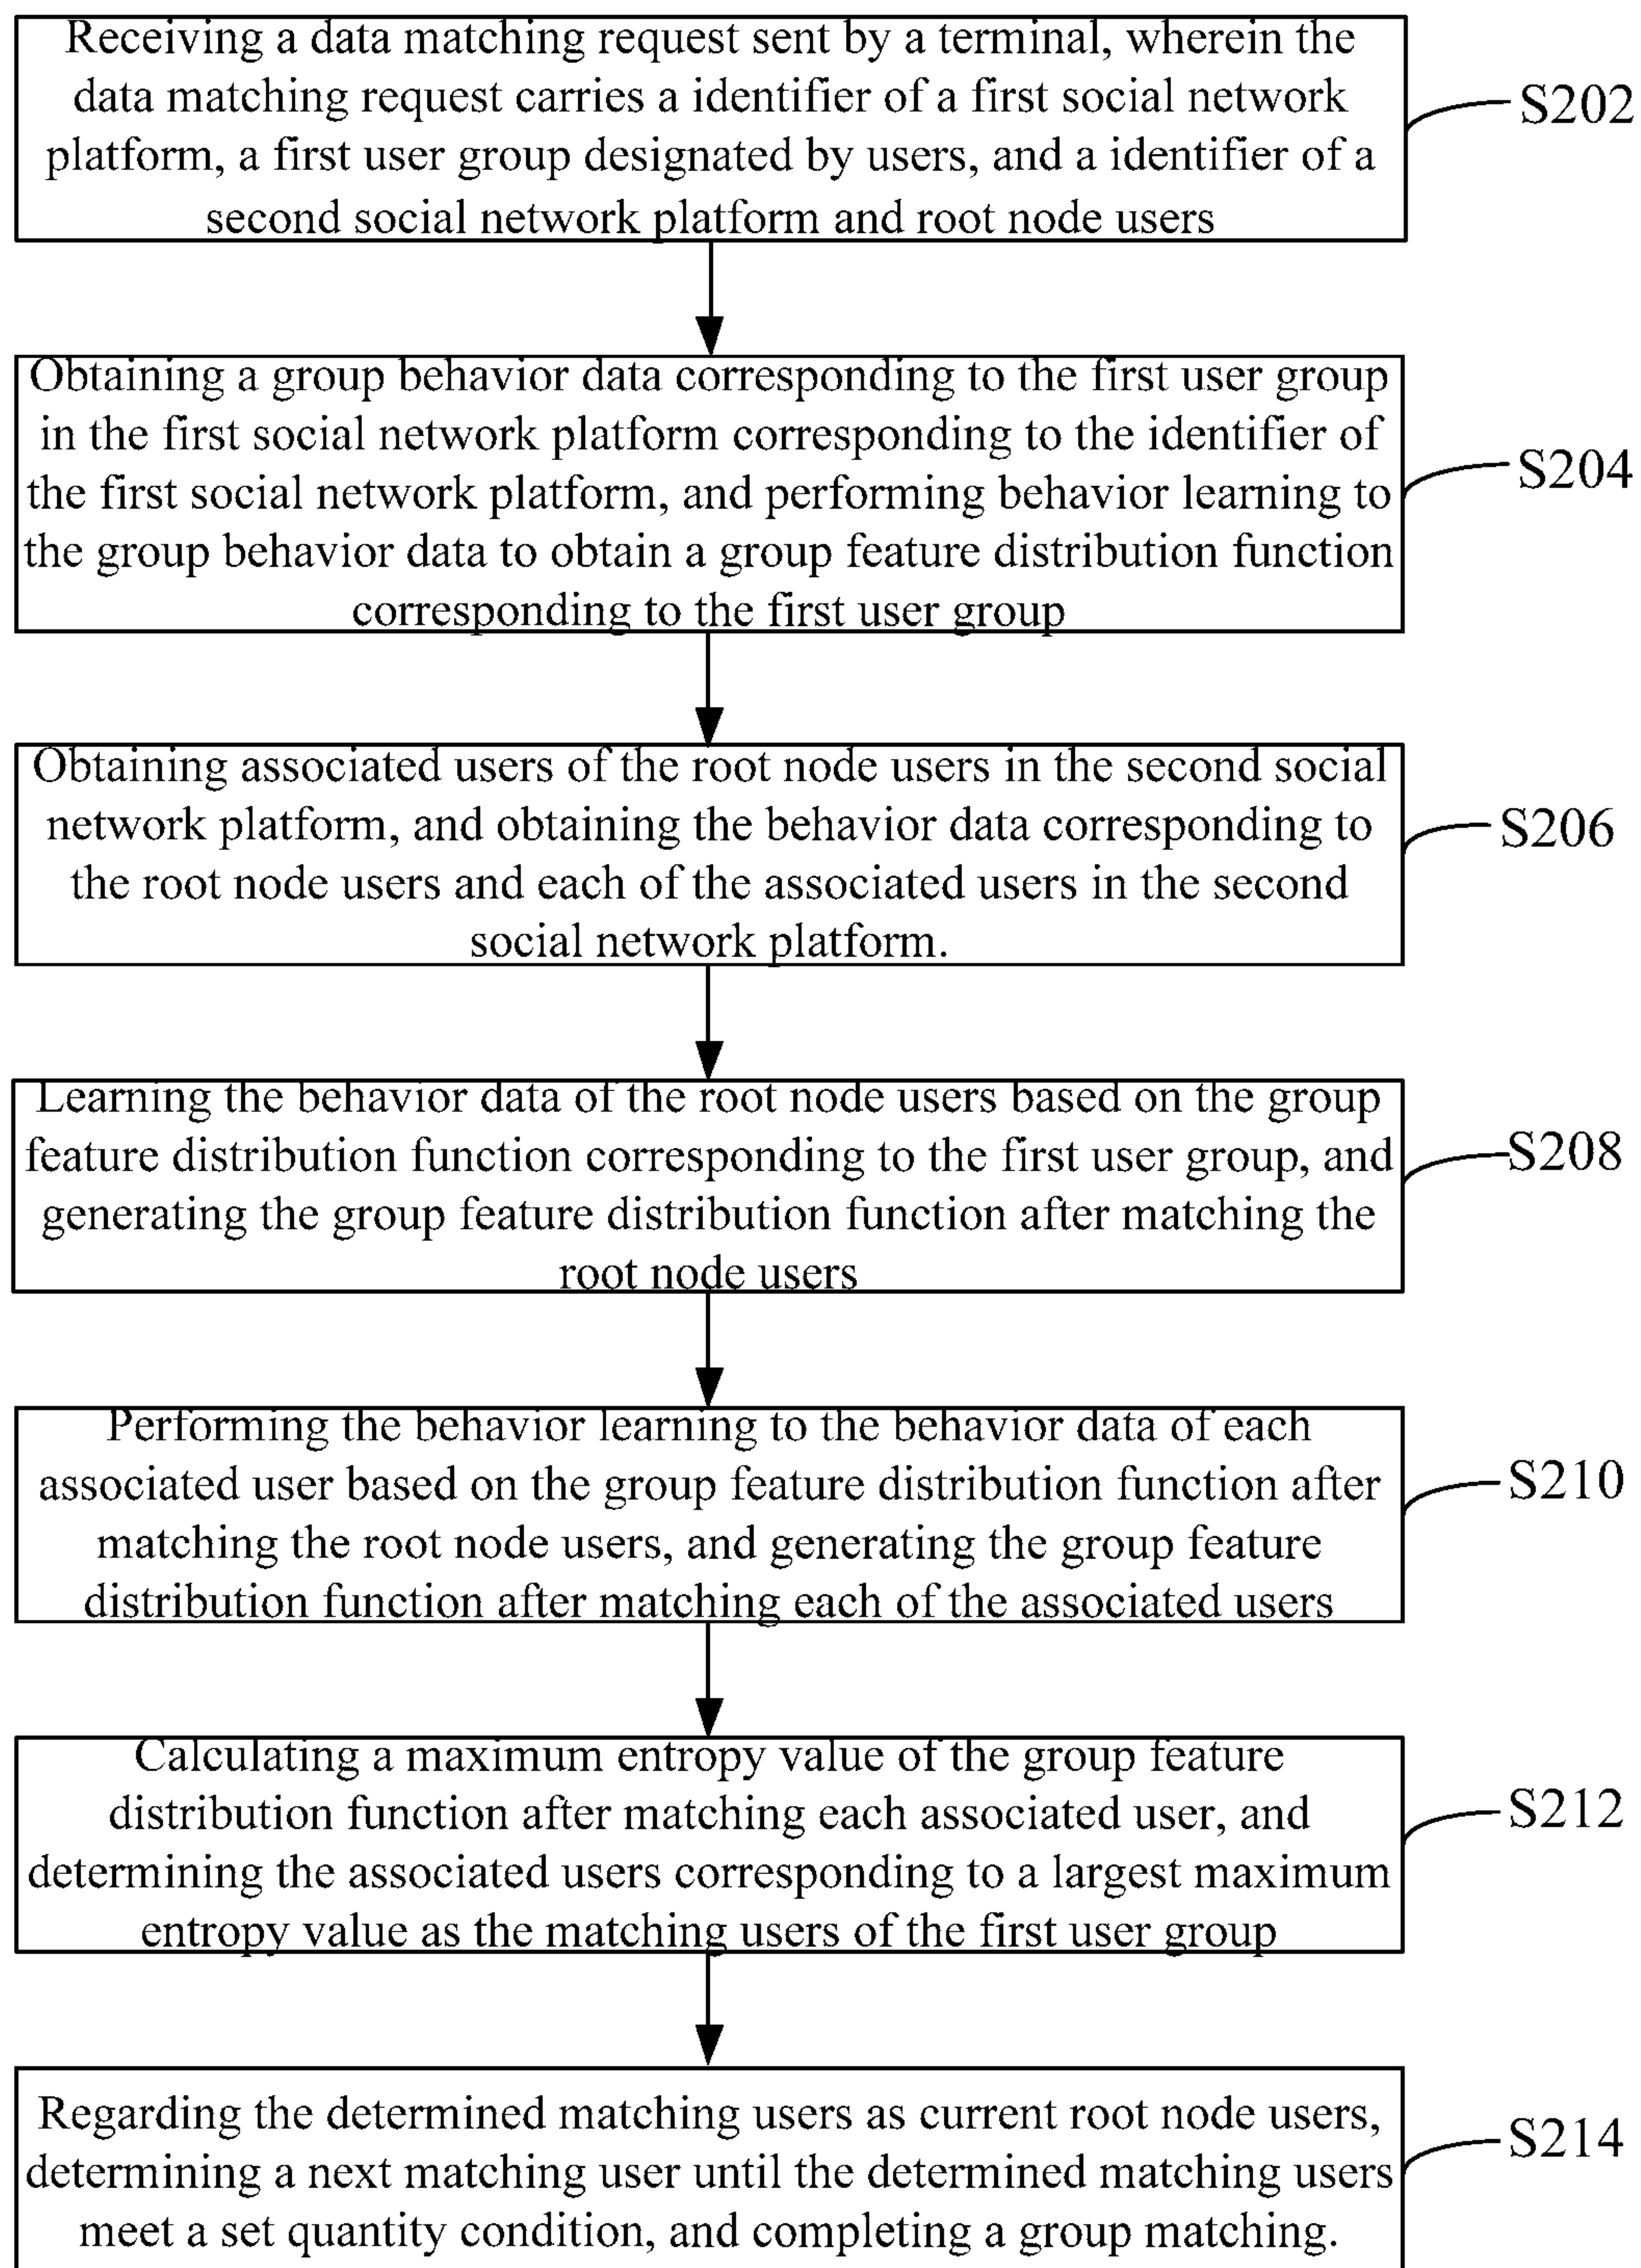 Receiving a data matching request sent by a terminal, wherein the
data matching request carries a identifier of a first social network
platform, a first user group designated by users, and a identifier of a
second social network platform and root node users
S202
Obtaining a group behavior data corresponding to the first user group
in the first social network platform corresponding to the identifier of
the first social network platform, and performing behavior learning to
the group behavior data to obtain a group feature distribution function
corresponding to the first user group
S204
Obtaining associated users of the root node users in the second social
network platform, and obtaining the behavior data corresponding to
the root node users and each of the associated users in the second
social network platform.
S206
Learning the behavior data of the root node users based on the group
feature distribution function corresponding to the first user group, and
generating the group feature distribution function after matching the
root node users
S208
Performing the behavior learning to the behavior data of each
associated user based on the group feature distribution function after
matching the root node users, and generating the group feature
distribution function after matching each of the associated users
S210
Calculating a maximum entropy value of the group feature
distribution function after matching each associated user, and
determining the associated users corresponding to a largest maximum
entropy value as the matching users of the first user group
S212
Regarding the determined matching users as current root node users,
determining a next matching user until the determined matching users
meet a set quantity condition, and completing a group matching.
S214